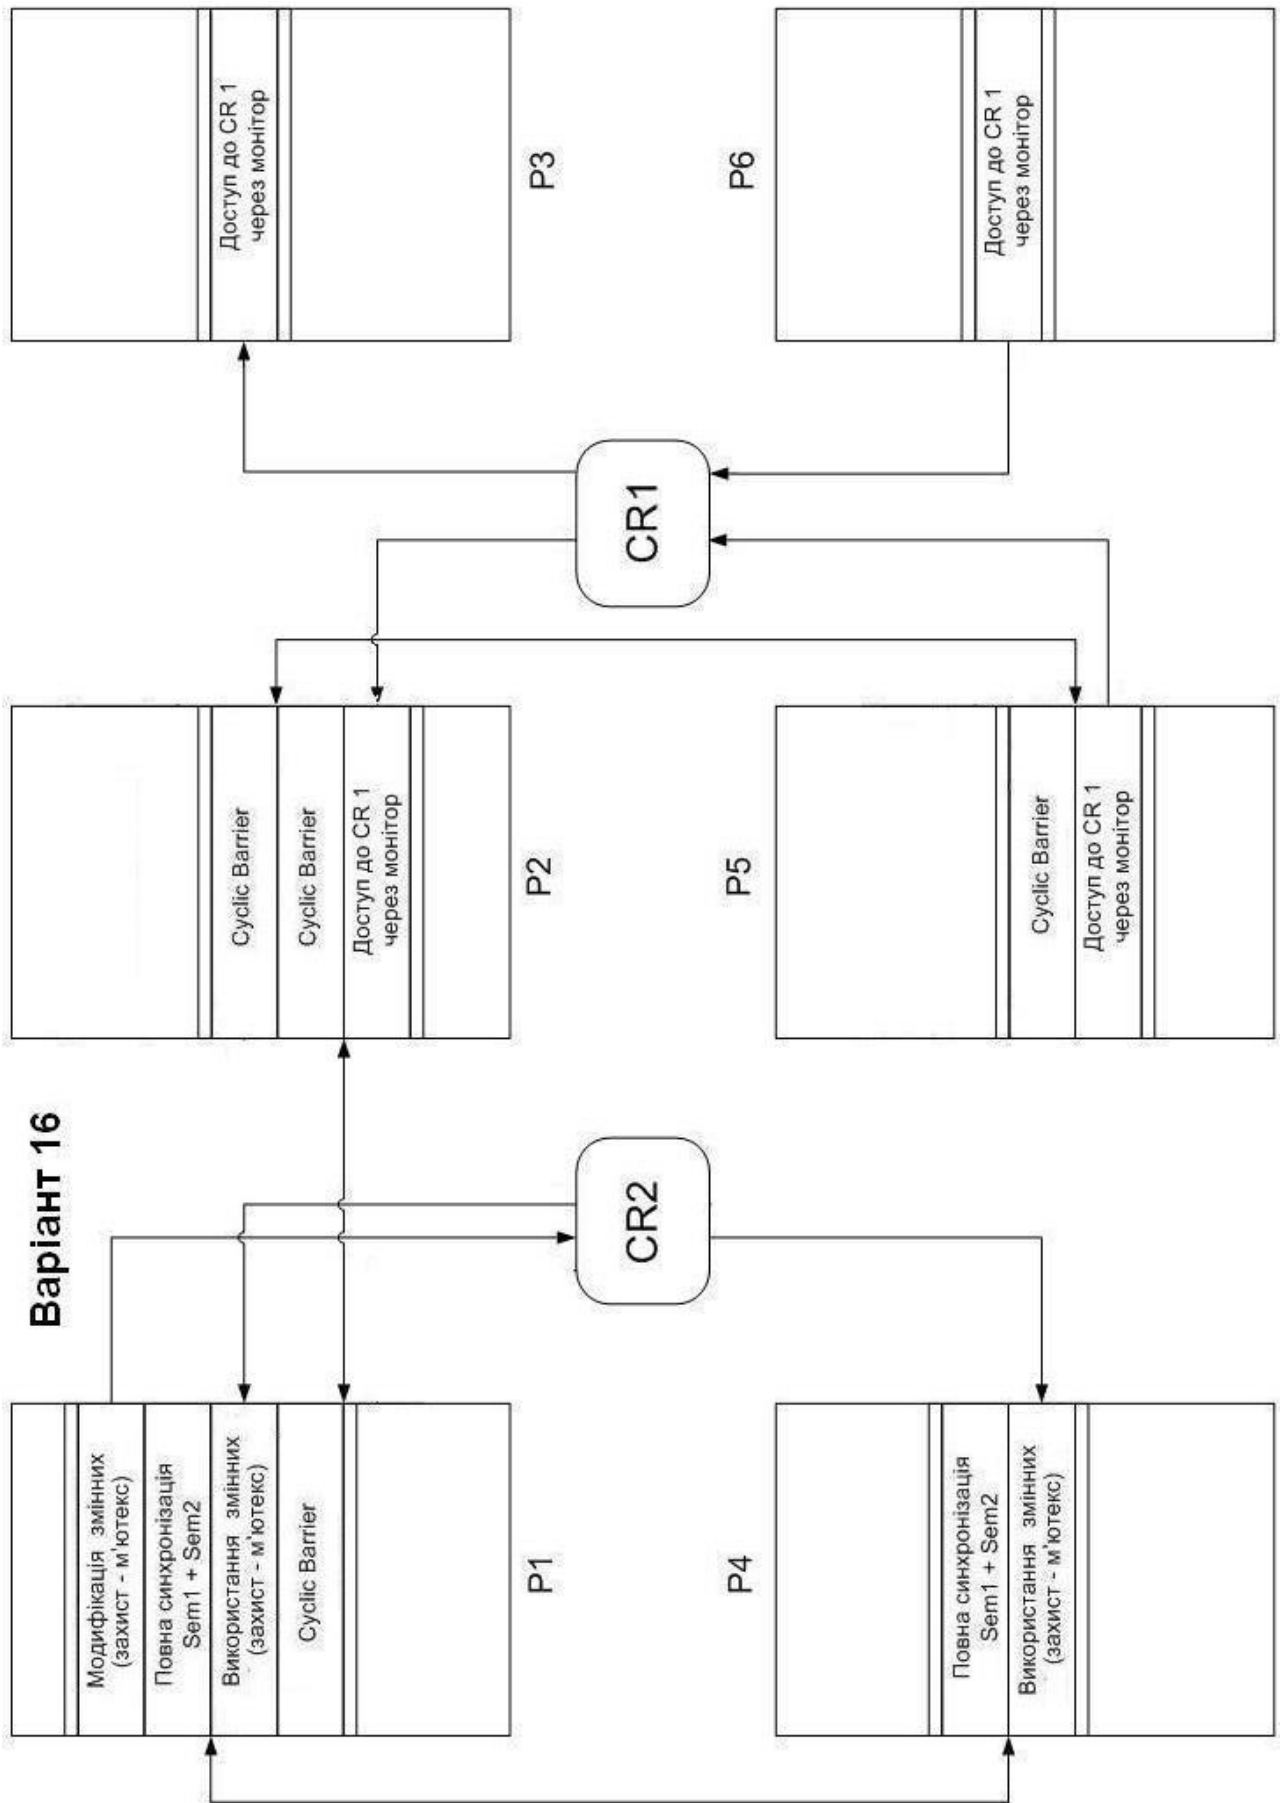 Варіант 16
Модифікація змінних
(захист - м'ютекс)
Повна синхронізація
Sem1 + Sem2
Використання змінних
(захист - м'ютекс)
Cyclic Barrier
P1
Cyclic Barrier
Cyclic Barrier
Доступ до CR 1
через монітор
P2
Доступ до CR 1
через монітор
P3
CR2
CR1
Повна синхронізація
Sem1 + Sem2
Використання змінних
(захист - м'ютекс)
P4
Cyclic Barrier
Доступ до CR 1
через монітор
P5
Доступ до CR 1
через монітор
P6